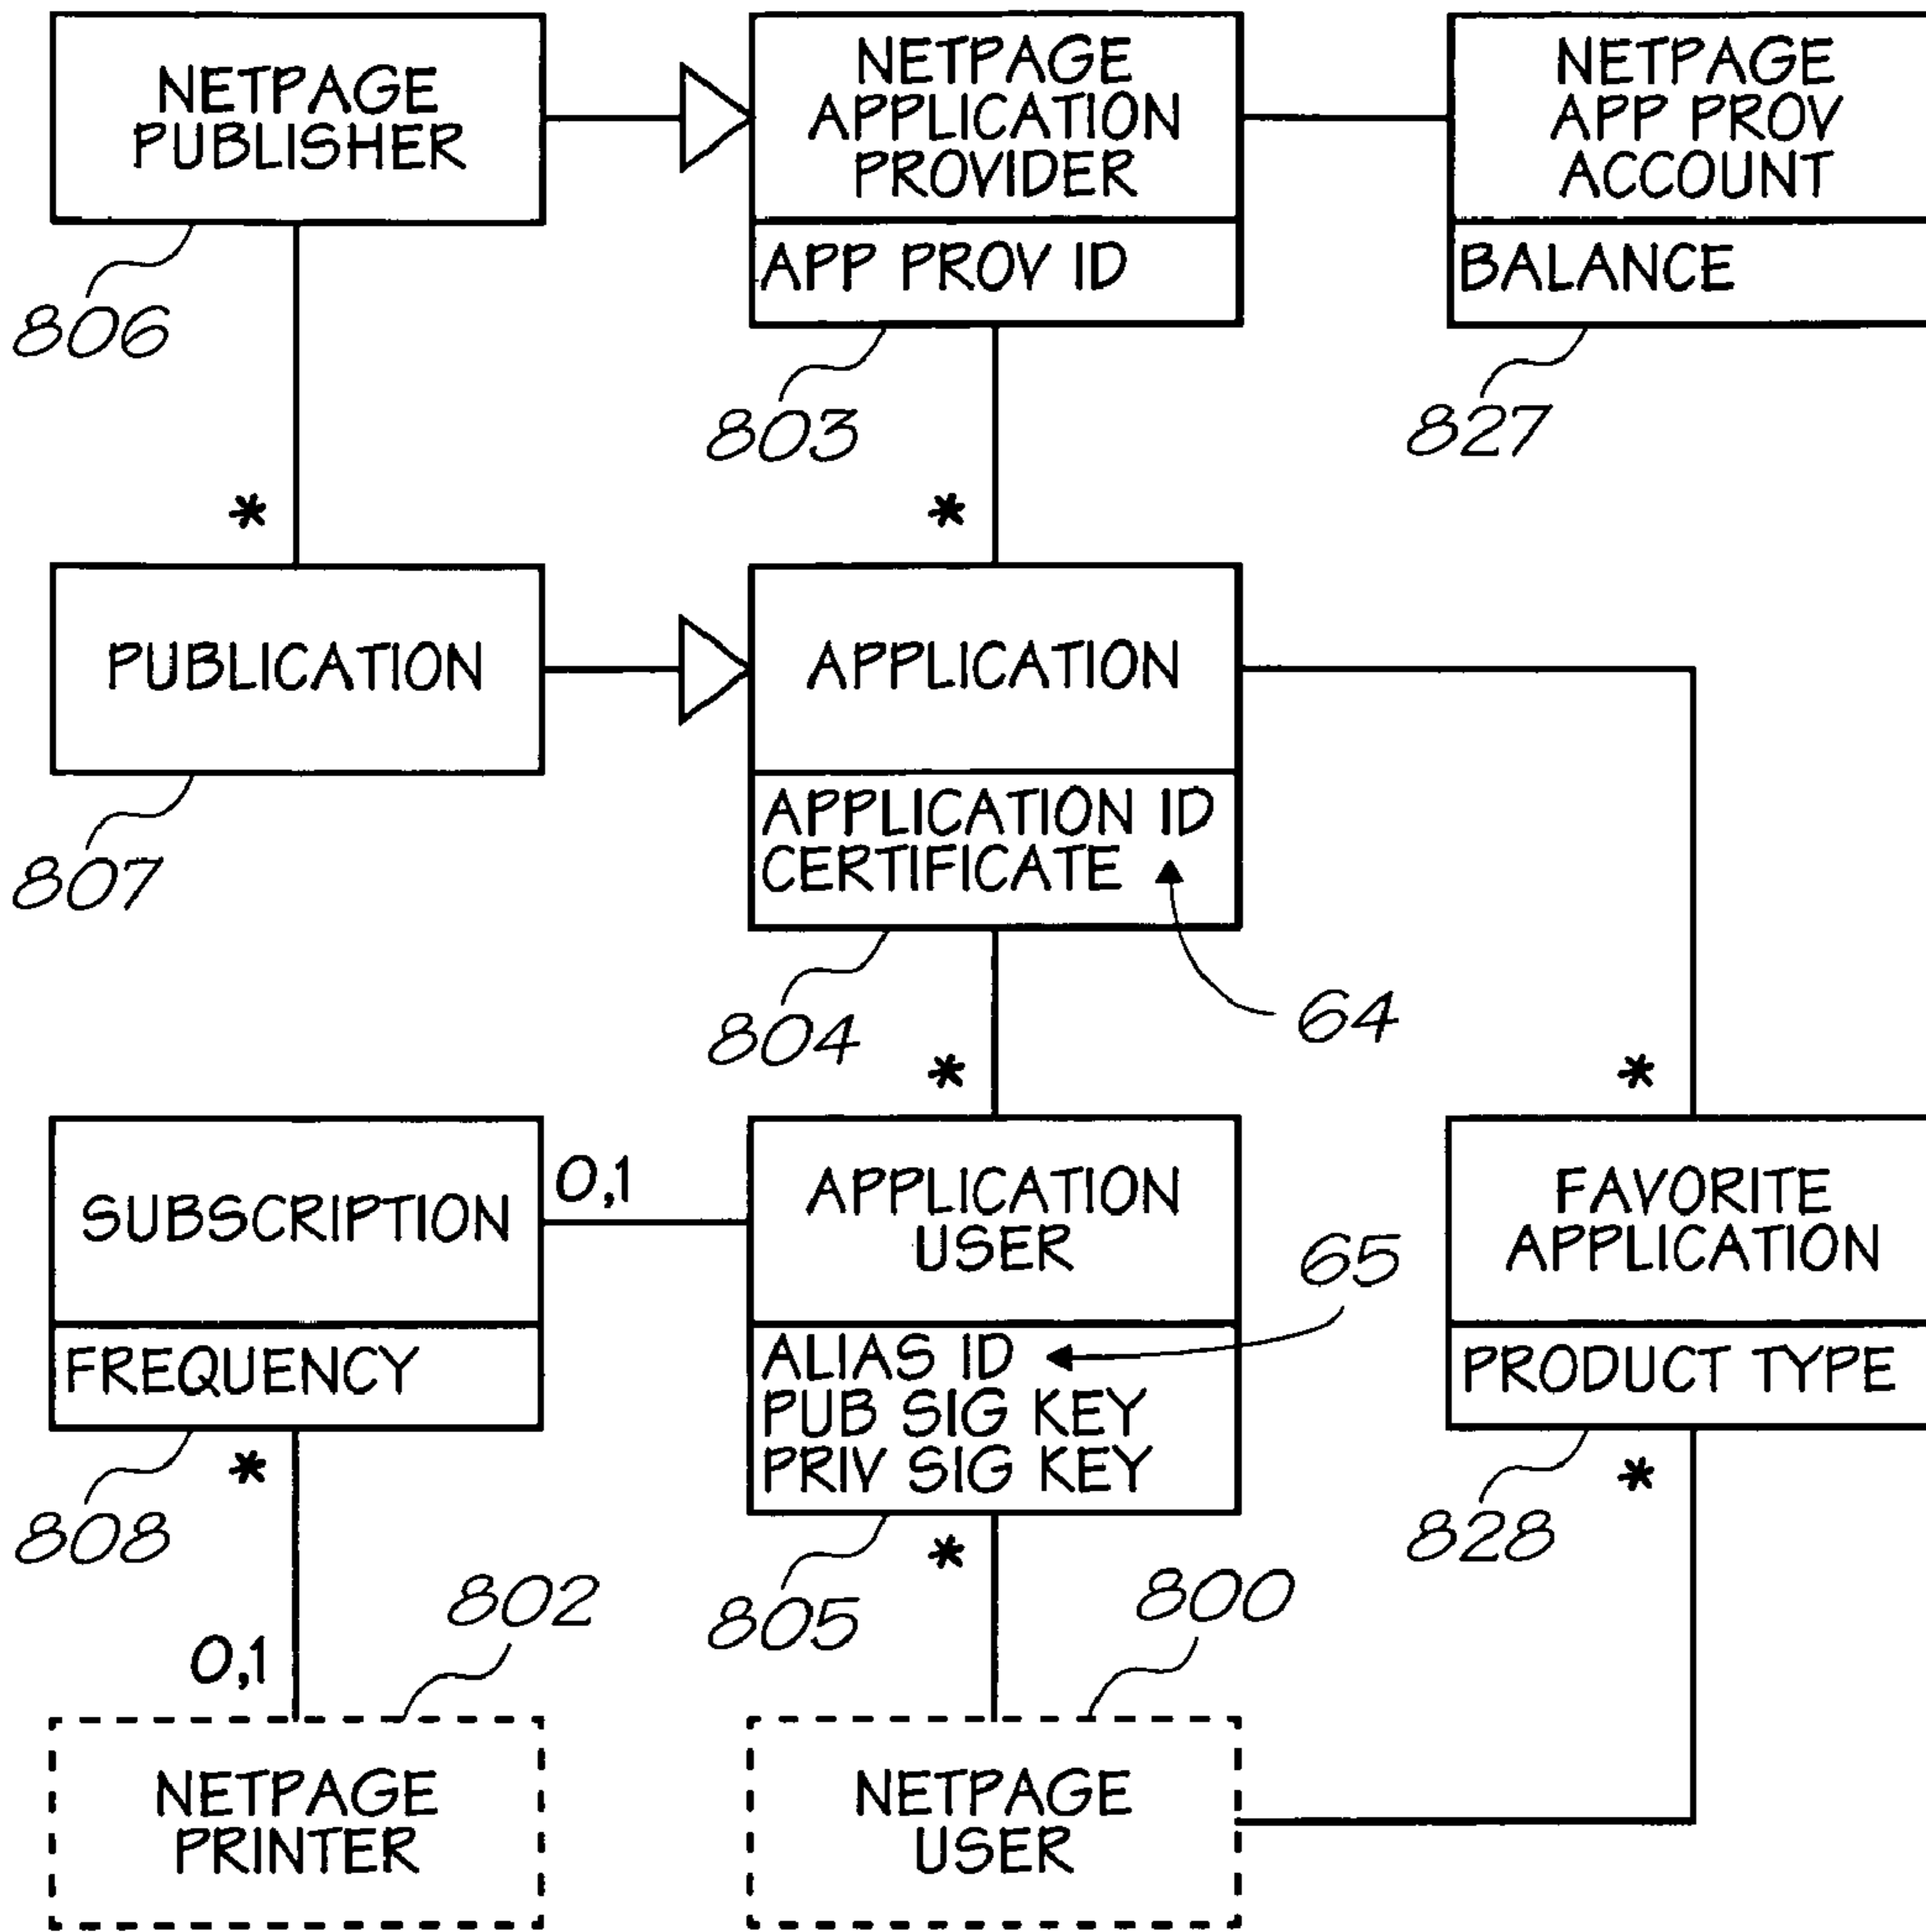 NETPAGE
PUBLISHER
NETPAGE
APPLICATION
PROVIDER
APP PROV ID
NETPAGE
APP PROV
ACCOUNT
BALANCE
806
803
827
*
*
PUBLICATION
APPLICATION
APPLICATION ID
CERTIFICATE
807
804
64
*
*
SUBSCRIPTION
FREQUENCY
0,1
APPLICATION
USER
ALIAS ID
PUB SIG KEY
PRIV SIG KEY
65
FAVORITE
APPLICATION
PRODUCT TYPE
808
*
802
0,1
805
*
800
828
*
NETPAGE
PRINTER
NETPAGE
USER